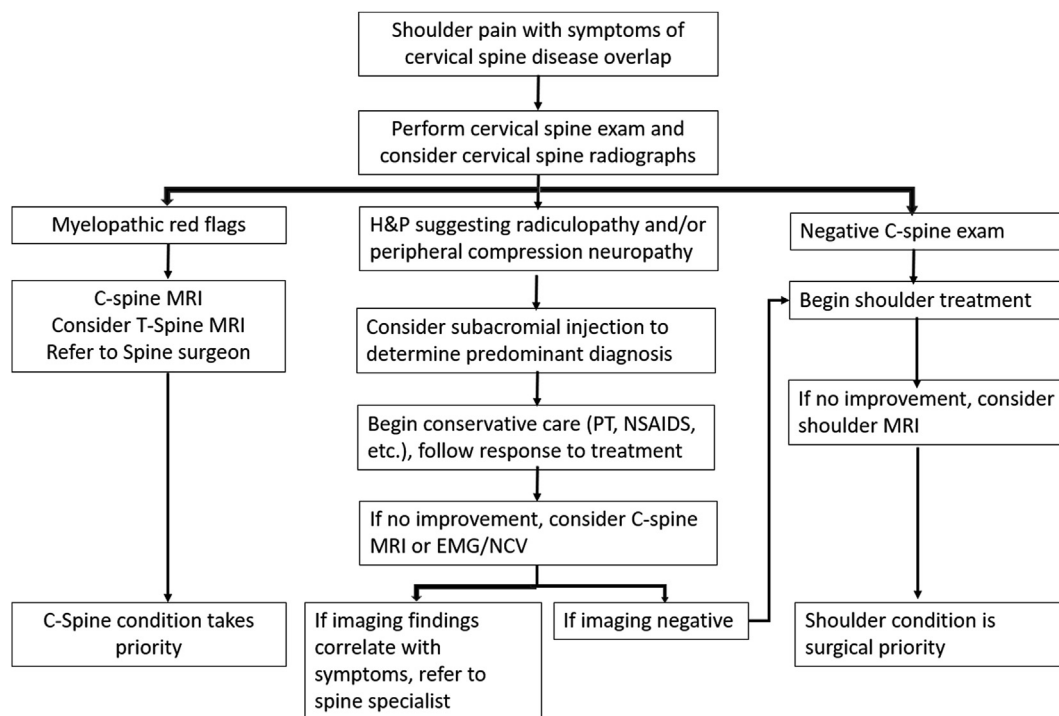 Shoulder pain with symptoms of
cervical spine disease overlap
Perform cervical spine exam and
consider cervical spine radiographs
Myelopathic red flags
C-spine MRI
Consider T-Spine MRI
Refer to Spine surgeon
C-Spine condition takes
priority
H&P suggesting radiculopathy and/or
peripheral compression neuropathy
Consider subacromial injection to
determine predominant diagnosis
Begin conservative care (PT, NSAIDS,
etc.), follow response to treatment
If no improvement, consider C-spine
MRI or EMG/NCV
If imaging findings
correlate with
symptoms, refer to
spine specialist
If imaging negative
Negative C-spine exam
Begin shoulder treatment
If no improvement, consider
shoulder MRI
Shoulder condition is
surgical priority